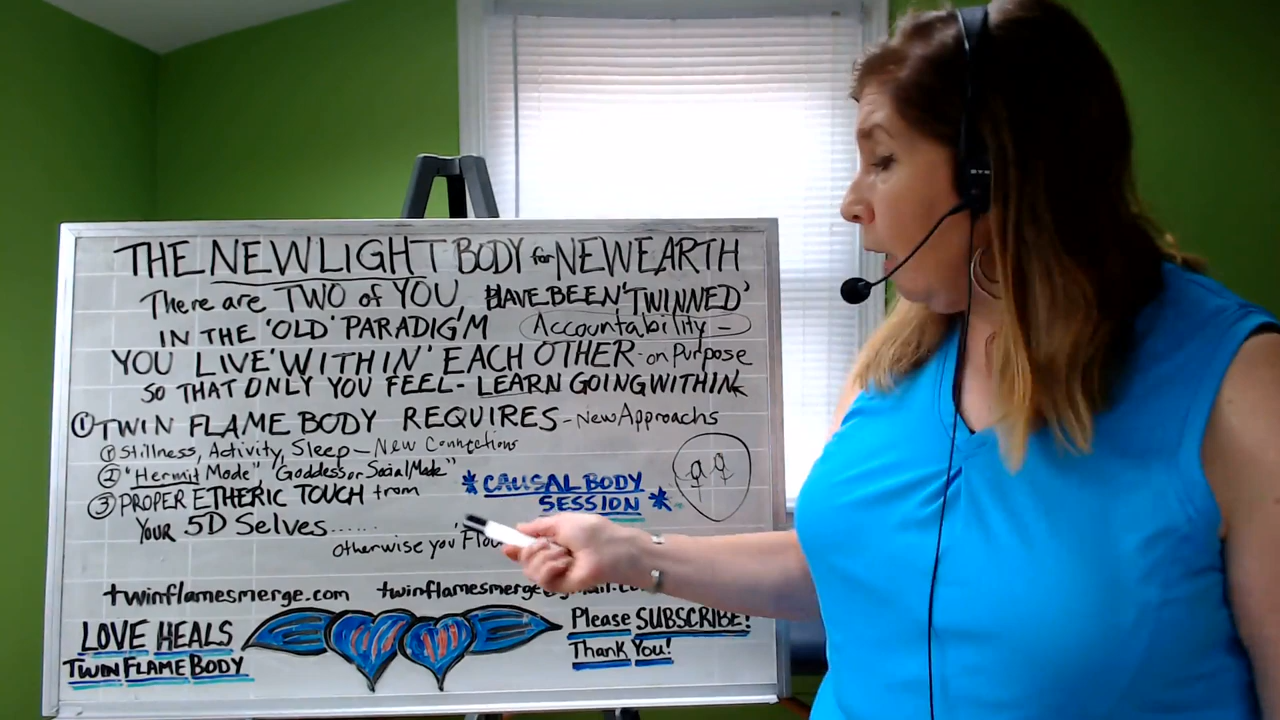 THE NEW LIGHT BODY for NEW EARTH
There are TWO of YOU, HAVE BEEN 'TWINNED'
IN THE 'OLD' PARADIG'M Accountability –
YOU LIVE 'WITHIN' EACH OTHER - on Purpose
SO THAT ONLY YOU FEEL - LEARN GOING WITHIN
① TWIN FLAME BODY REQUIRES - New Approachs
① Stillness, Activity, Sleep - New Connections
② "Hermit Mode", "Goddess or Social Mode"
③ PROPER ETHERIC TOUCH from
YOUR 5D Selves......
* CAUSAL BODY
SESSION *
otherwise you
twinflamesmerge.com
LOVE HEALS
TWIN FLAME BODY
Please SUBSCRIBE!
Thank You!